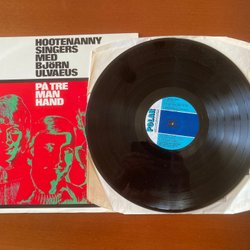 HOOTENANNY
SINGERS
MED
BJÖRN
ULVAEUS
PÅ TRE
MAN
HAND
POLAR